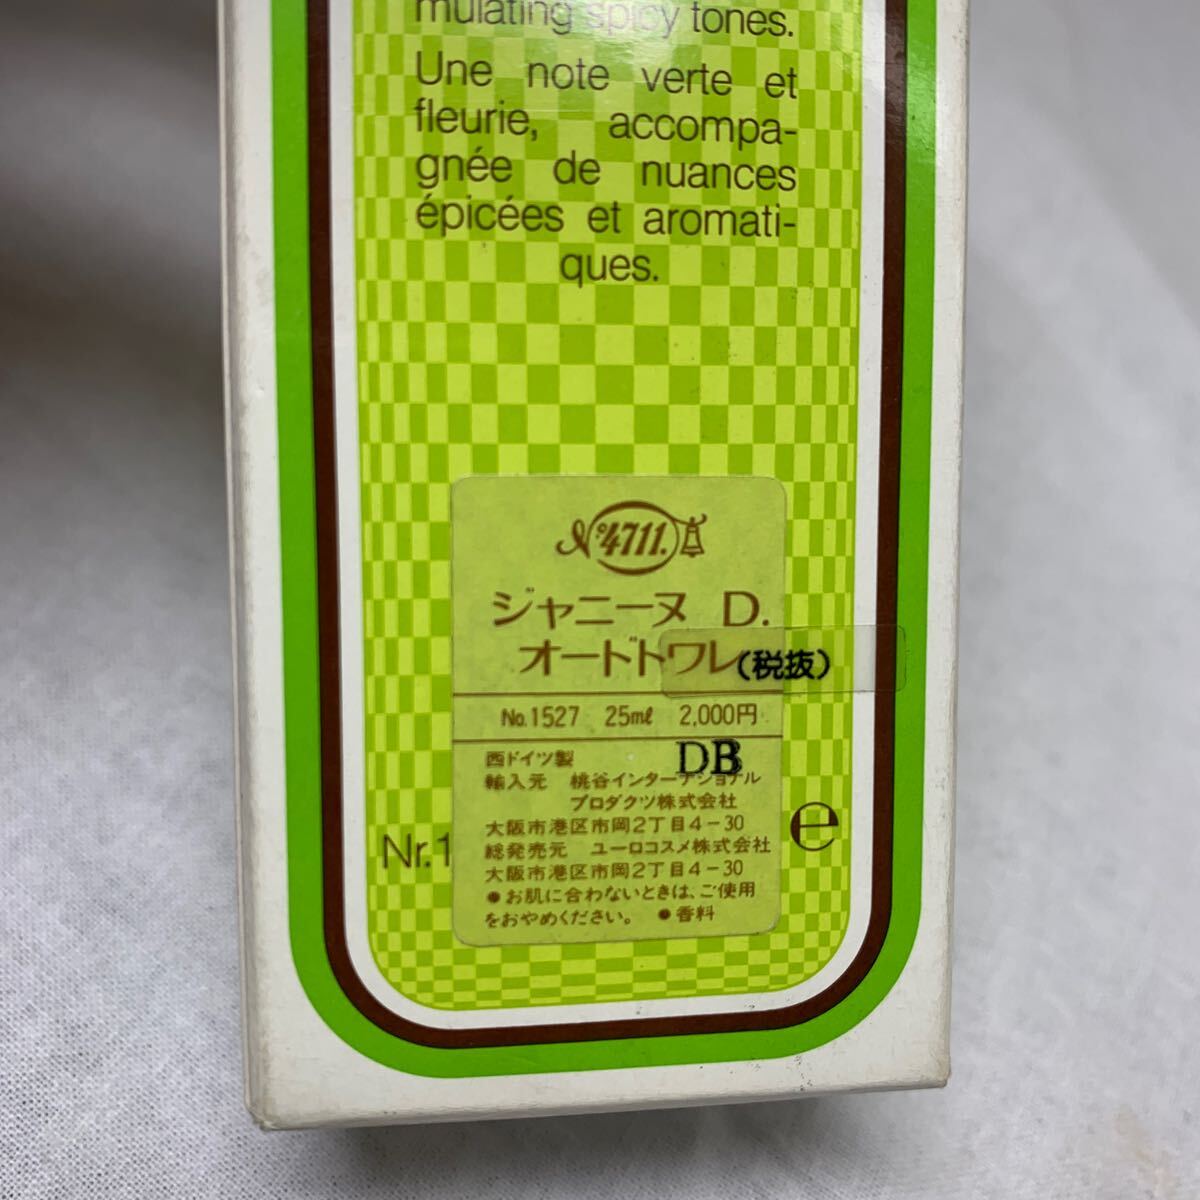 mulating spicy tones.
Une note verte et
fleurie, accompa-
gnée de nuances
épicées et aromati-
ques.
№4711.
ジャニーヌ D.
オードトワレ(税抜)
No.1527 25ml 2,000円
DB
西ドイツ製
輸入元 桃谷インターナショナル
プロダクツ株式会社
大阪市港区市岡2丁目4-30
総発売元 ユーロコスメ株式会社
大阪市港区市岡2丁目4-30
●お肌に合わないときは、ご使用
をおやめください。 ●香料
Nr.1
e